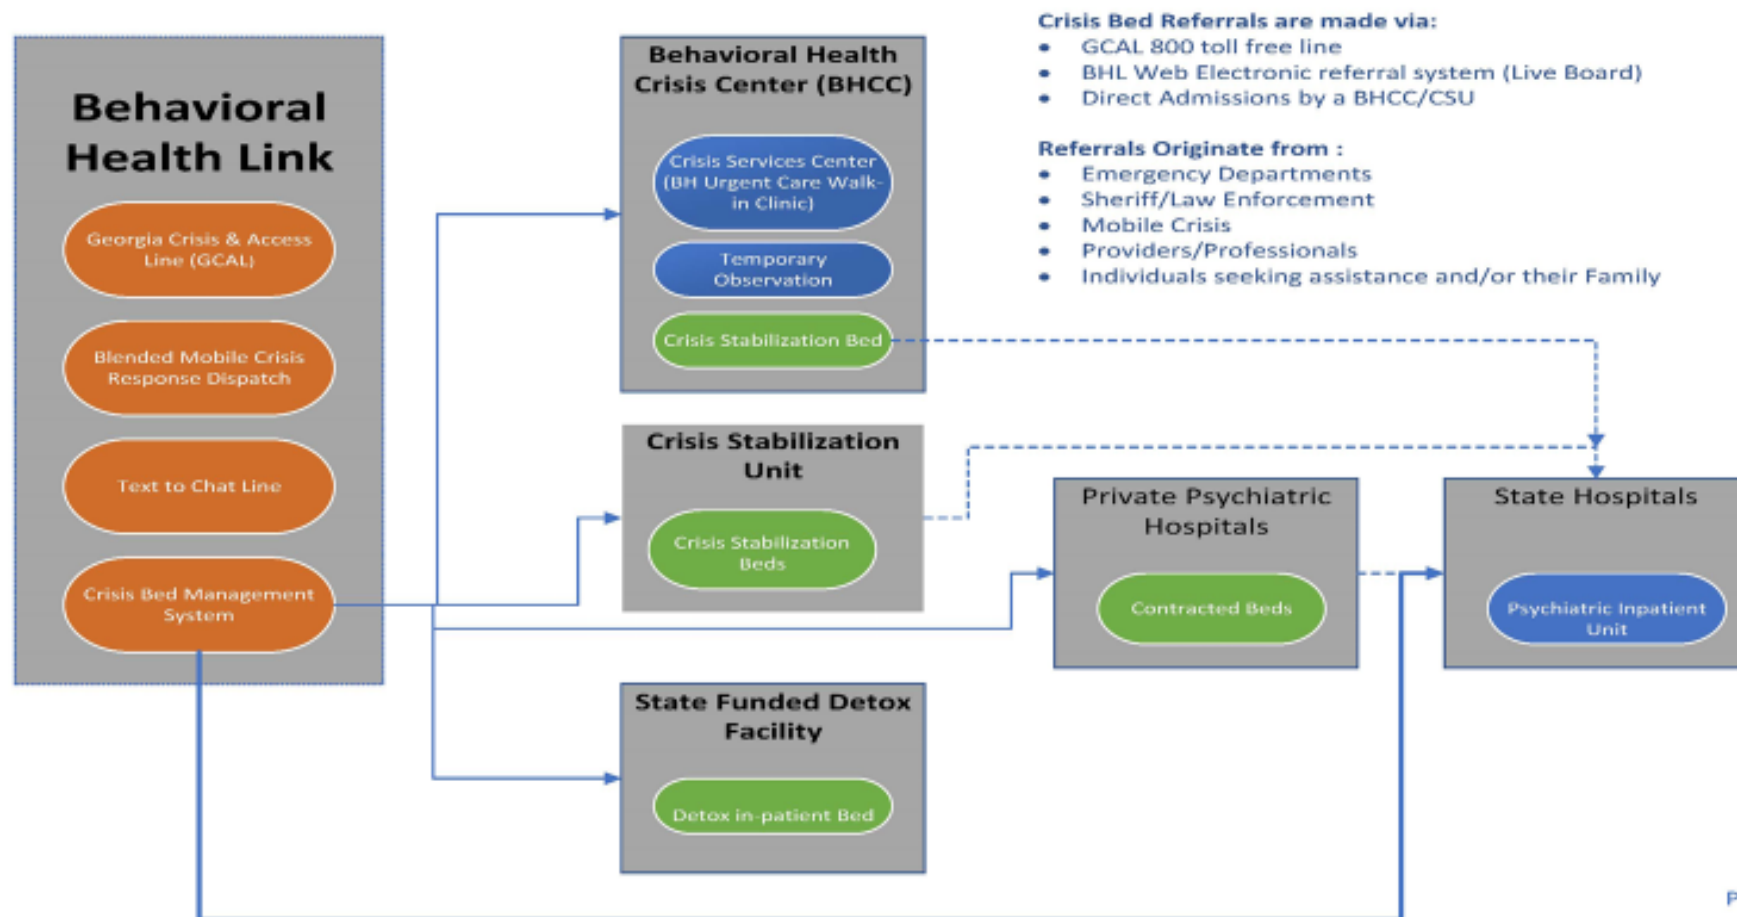 Behavioral
Health Link
Georgia Crisis & Access
Line (GCAL)
Blended Mobile Crisis
Response Dispatch
Text to Chat Line
Crisis Bed Management
System
Behavioral Health
Crisis Center (BHCC)
Crisis Services Center
(BH Urgent Care Walk-
in Clinic)
Temporary
Observation
Crisis Stabilization Bed
Crisis Stabilization
Unit
Crisis Stabilization
Beds
State Funded Detox
Facility
Detox in-patient Bed
Crisis Bed Referrals are made via:
• GCAL 800 toll free line
• BHL Web Electronic referral system (Live Board)
• Direct Admissions by a BHCC/CSU
Referrals Originate from :
• Emergency Departments
• Sheriff/Law Enforcement
• Mobile Crisis
• Providers/Professionals
• Individuals seeking assistance and/or their Family
Private Psychiatric
Hospitals
Contracted Beds
State Hospitals
Psychiatric Inpatient
Unit
P